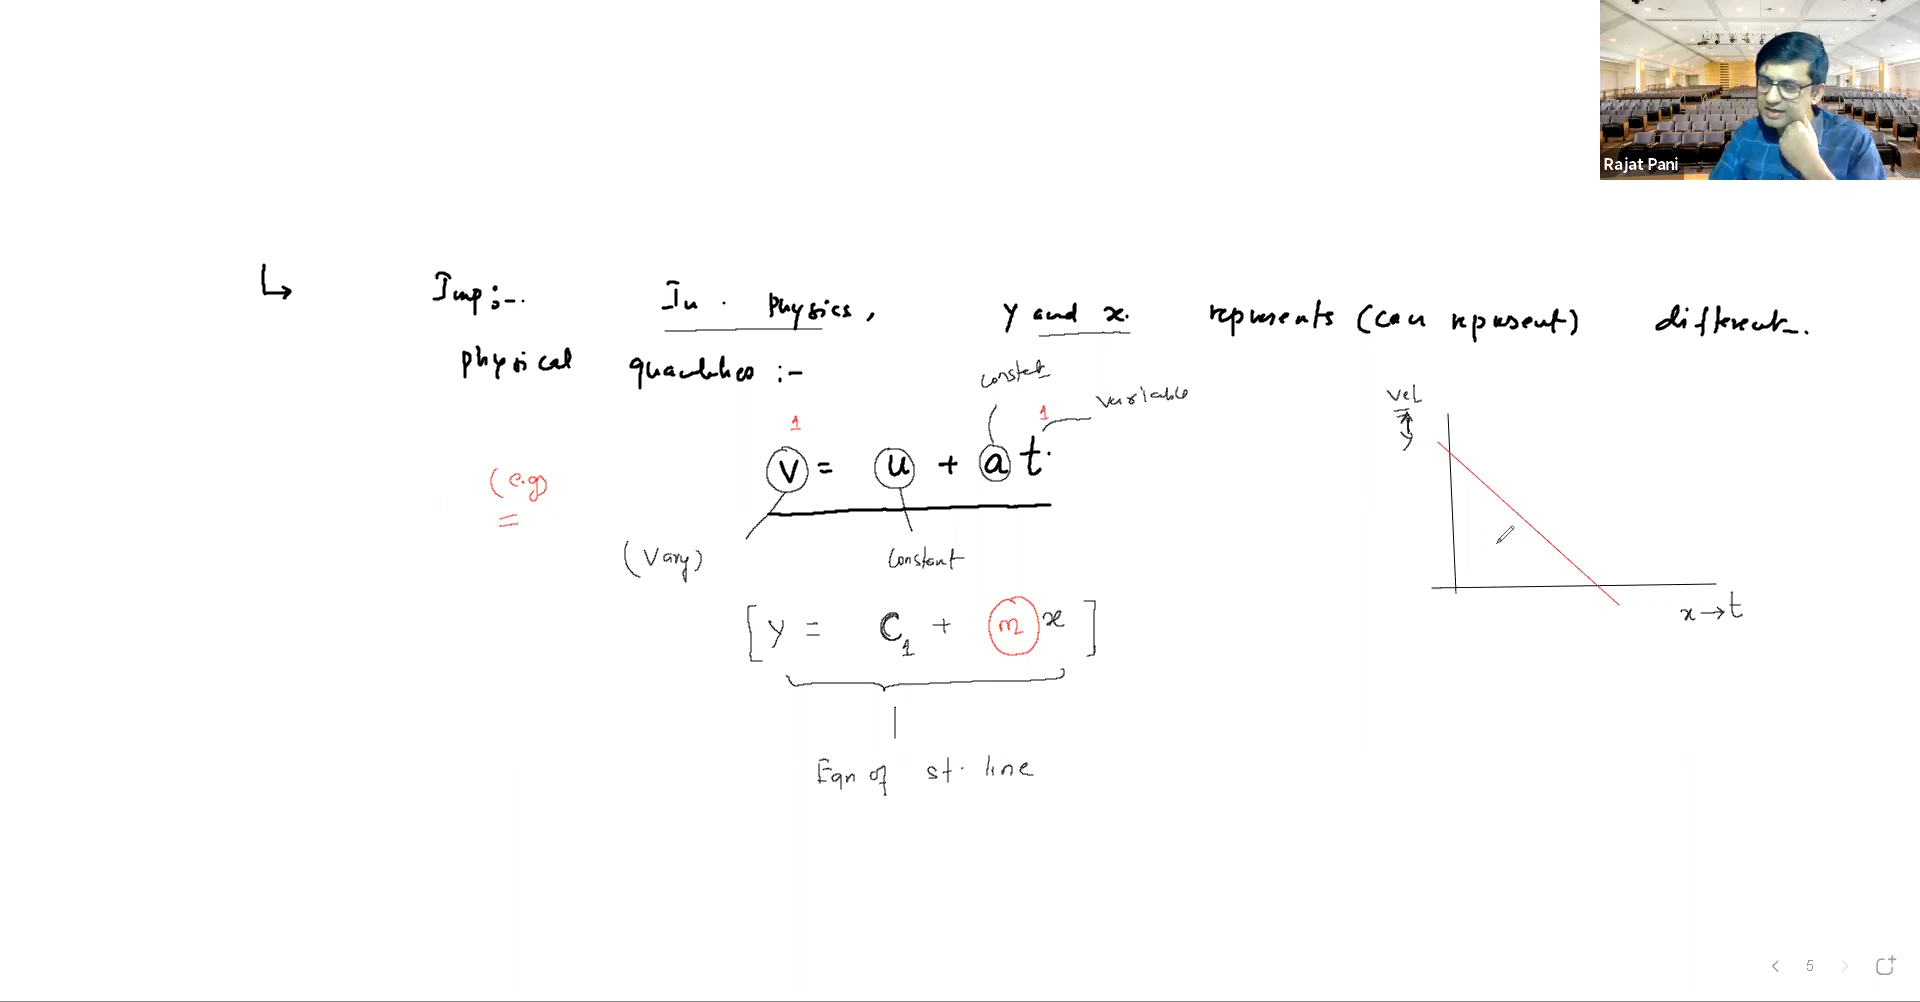 Rajat Pani
↳ Imp:- In physics, y and x represents (can represent) different
physical quantities :-
constat
variable
1 1
v = u + at
(e.g)
=
(Vary) constant
[ y = C1 + m x ]
Eqn of st. line
Vel
y
x → t
5